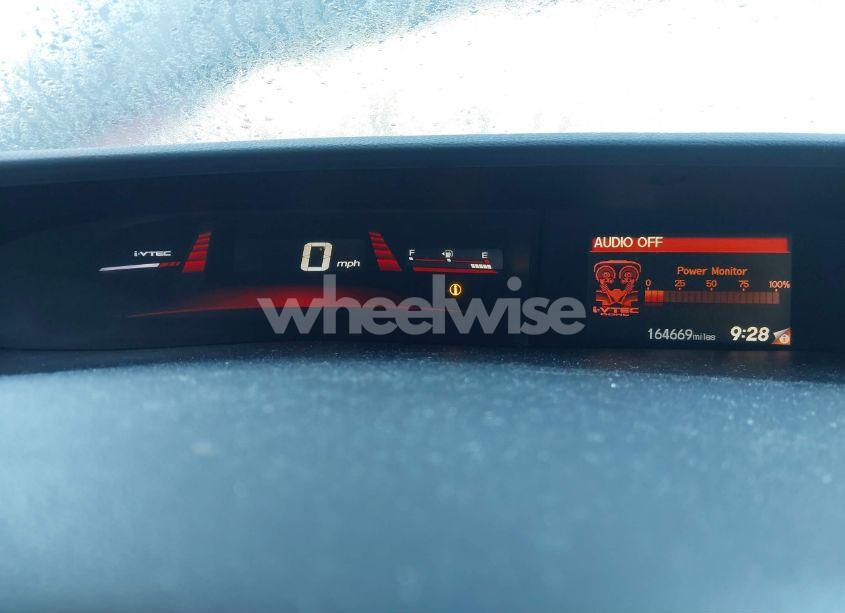 i-VTEC
0 mph
F E
wheelwise
AUDIO OFF
Power Monitor
0 25 50 75 100%
i-VTEC
164669miles 9:28